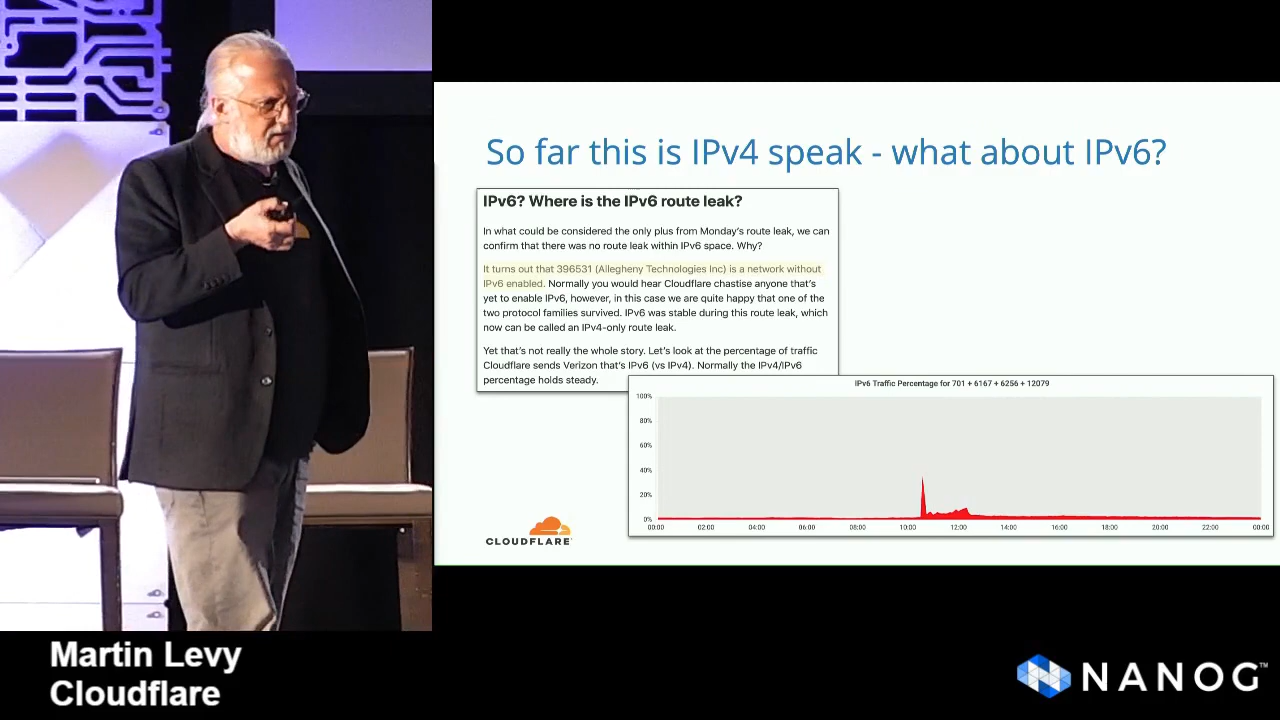 So far this is IPv4 speak - what about IPv6?
IPv6? Where is the IPv6 route leak?
In what could be considered the only plus from Monday's route leak, we can
confirm that there was no route leak within IPv6 space. Why?
It turns out that 396531 (Allegheny Technologies Inc) is a network without
IPv6 enabled. Normally you would hear Cloudflare chastise anyone that's
yet to enable IPv6, however, in this case we are quite happy that one of the
two protocol families survived. IPv6 was stable during this route leak, which
now can be called an IPv4-only route leak.
Yet that's not really the whole story. Let's look at the percentage of traffic
Cloudflare sends Verizon that's IPv6 (vs IPv4). Normally the IPv4/IPv6
percentage holds steady.
IPv6 Traffic Percentage for 701 + 6167 + 6256 + 12079
100%
80%
60%
40%
20%
0%
00:00 02:00 04:00 06:00 08:00 10:00 12:00 14:00 16:00 18:00 20:00 22:00 00:00
CLOUDFLARE
Martin Levy
Cloudflare
NANOG™